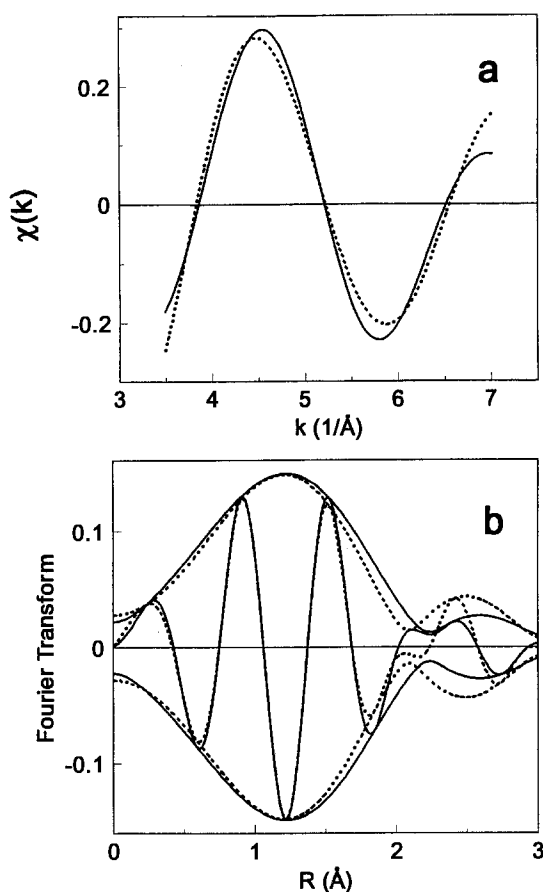 a
0.2
0
-0.2
χ(k)
3 4 5 6 7
k (1/Å)
b
0.1
0
-0.1
Fourier Transform
0 1 2 3
R (Å)